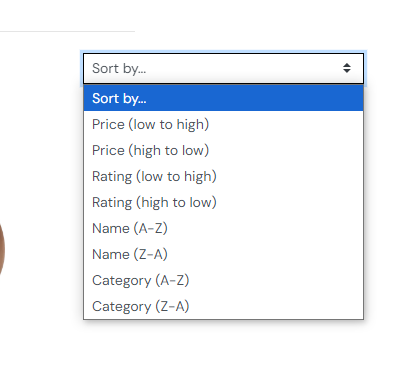 Sort by...
Sort by...
Price (low to high)
Price (high to low)
Rating (low to high)
Rating (high to low)
Name (A-Z)
Name (Z-A)
Category (A-Z)
Category (Z-A)